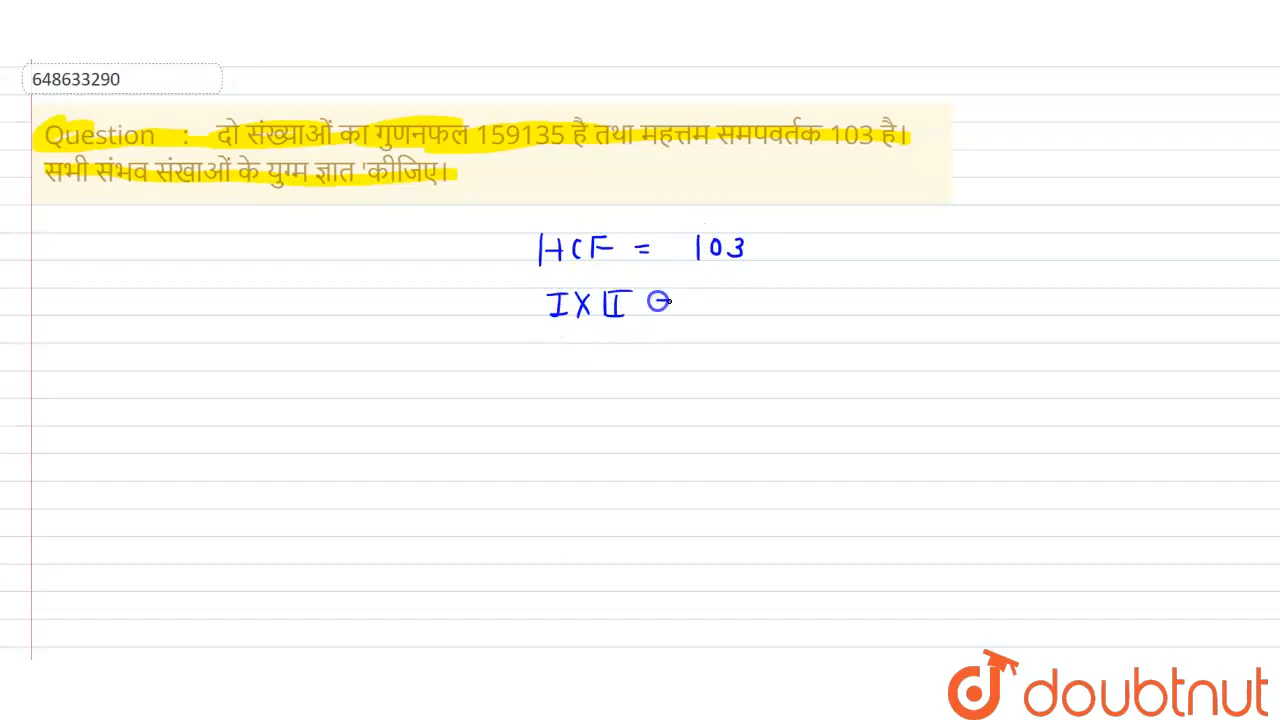 648633290
Question : दो संख्याओं का गुणनफल 159135 है तथा महत्तम समपवर्तक 103 है।
सभी संभव संखाओं के युग्म ज्ञात 'कीजिए।
HCF = 103
I X II
doubtnut